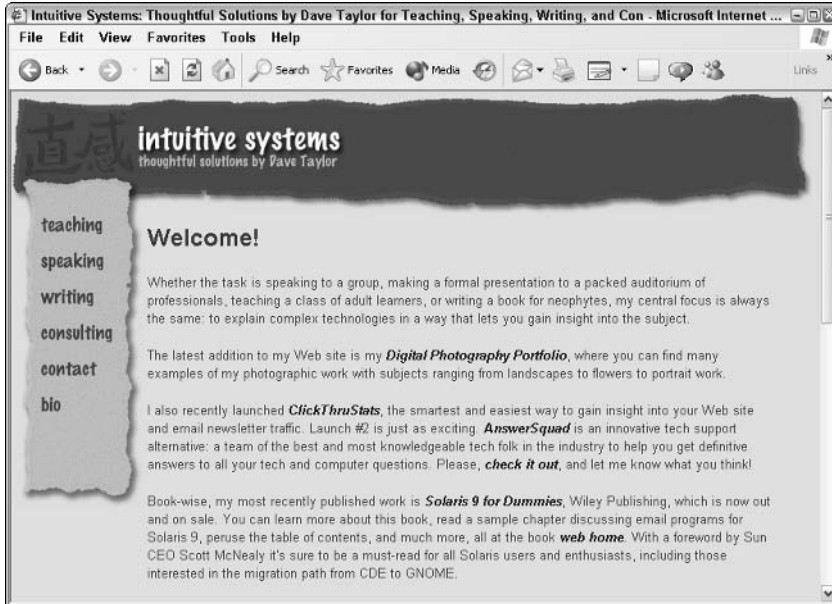 Intuitive Systems: Thoughtful Solutions by Dave Taylor for Teaching, Speaking, Writing, and Con - Microsoft Internet ...
File Edit View Favorites Tools Help
Back Search Favorites Media Links
直感
intuitive systems
thoughtful solutions by Dave Taylor
teaching
speaking
writing
consulting
contact
bio
Welcome!
Whether the task is speaking to a group, making a formal presentation to a packed auditorium of
professionals, teaching a class of adult learners, or writing a book for neophytes, my central focus is always
the same: to explain complex technologies in a way that lets you gain insight into the subject.
The latest addition to my Web site is my Digital Photography Portfolio, where you can find many
examples of my photographic work with subjects ranging from landscapes to flowers to portrait work.
I also recently launched ClickThruStats, the smartest and easiest way to gain insight into your Web site
and email newsletter traffic. Launch #2 is just as exciting. AnswerSquad is an innovative tech support
alternative: a team of the best and most knowledgeable tech folk in the industry to help you get definitive
answers to all your tech and computer questions. Please, check it out, and let me know what you think!
Book-wise, my most recently published work is Solaris 9 for Dummies, Wiley Publishing, which is now out
and on sale. You can learn more about this book, read a sample chapter discussing email programs for
Solaris 9, peruse the table of contents, and much more, all at the book web home. With a foreword by Sun
CEO Scott McNealy it's sure to be a must-read for all Solaris users and enthusiasts, including those
interested in the migration path from CDE to GNOME.